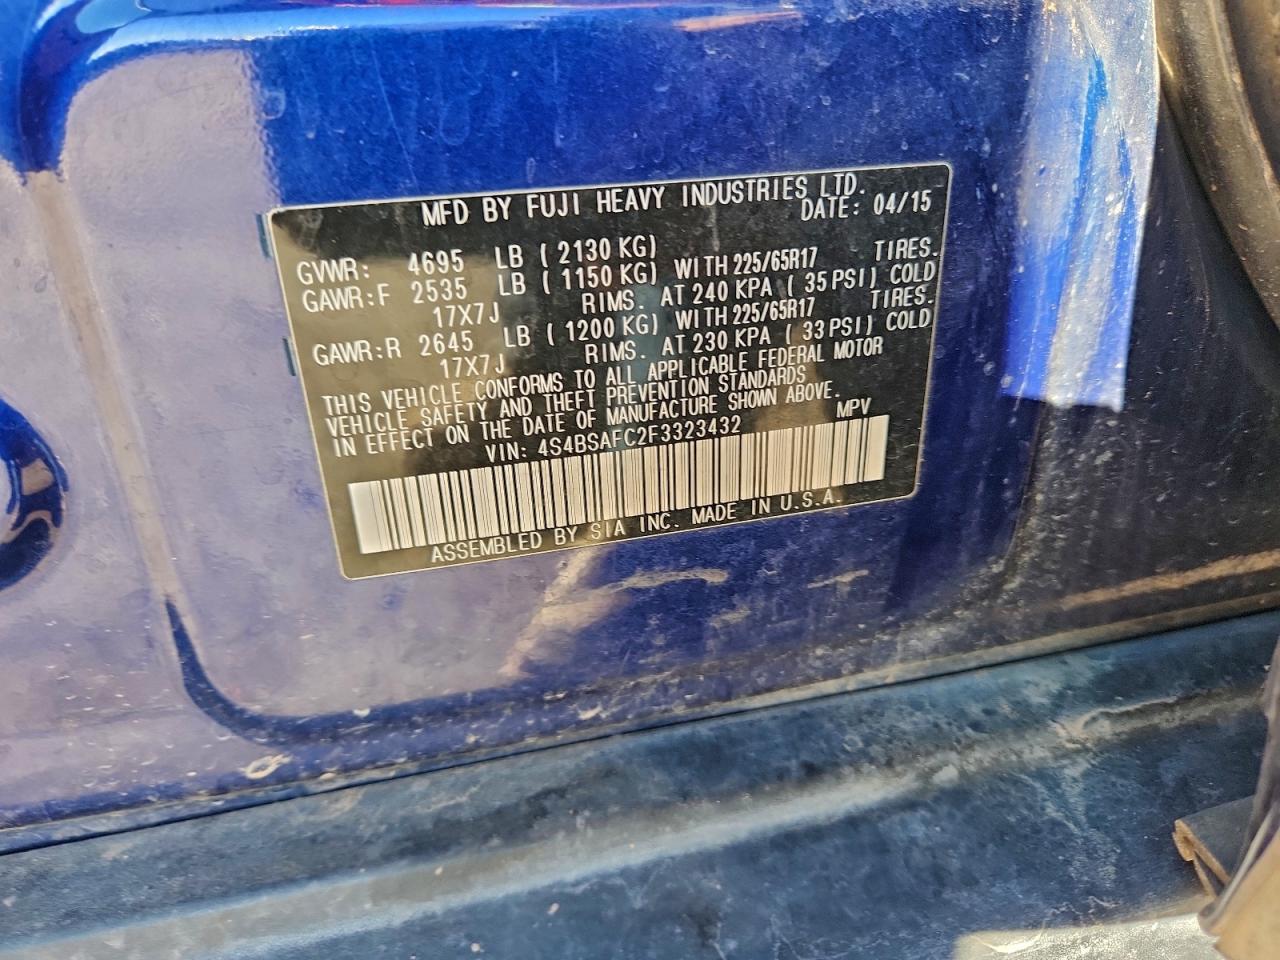 MFD BY FUJI HEAVY INDUSTRIES LTD.
DATE: 04/15
GVWR: 4695 LB ( 2130 KG)
GAWR:F 2535 LB ( 1150 KG) WITH 225/65R17 TIRES.
17X7J RIMS. AT 240 KPA ( 35 PSI) COLD
GAWR:R 2645 LB ( 1200 KG) WITH 225/65R17 TIRES.
17X7J RIMS. AT 230 KPA ( 33 PSI) COLD
THIS VEHICLE CONFORMS TO ALL APPLICABLE FEDERAL MOTOR
VEHICLE SAFETY AND THEFT PREVENTION STANDARDS
IN EFFECT ON THE DATE OF MANUFACTURE SHOWN ABOVE.
VIN: 4S4BSAFC2F3323432 MPV
ASSEMBLED BY SIA INC. MADE IN U.S.A.